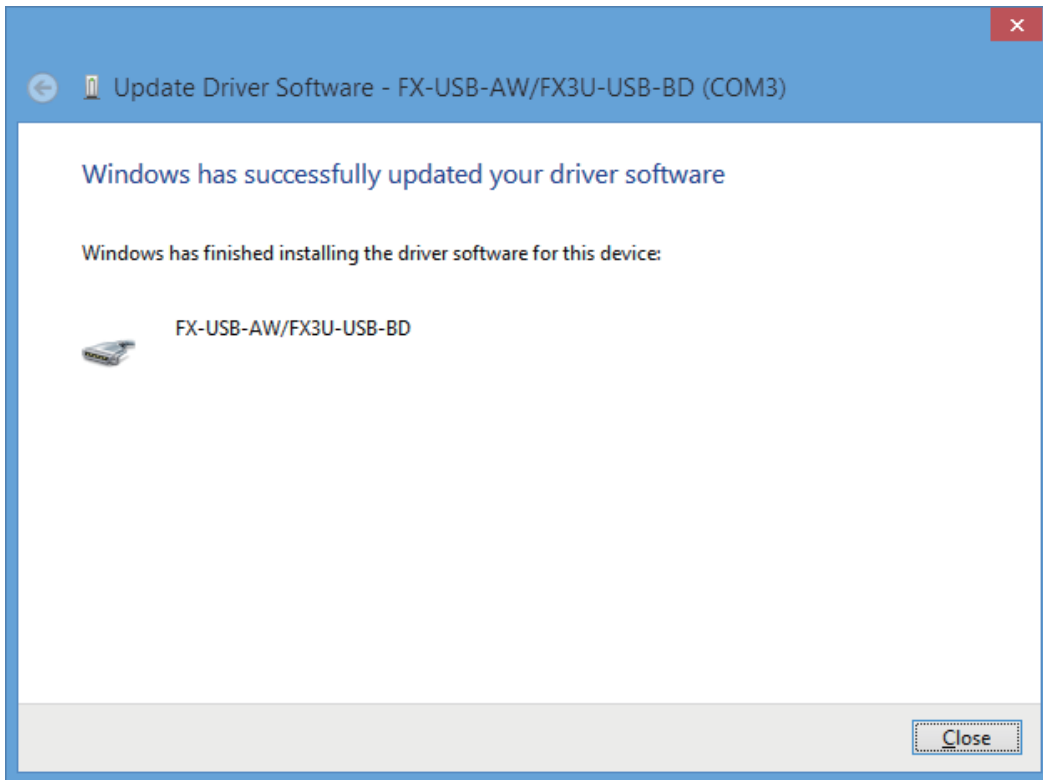 Update Driver Software - FX-USB-AW/FX3U-USB-BD (COM3)
Windows has successfully updated your driver software
Windows has finished installing the driver software for this device:
FX-USB-AW/FX3U-USB-BD
Close